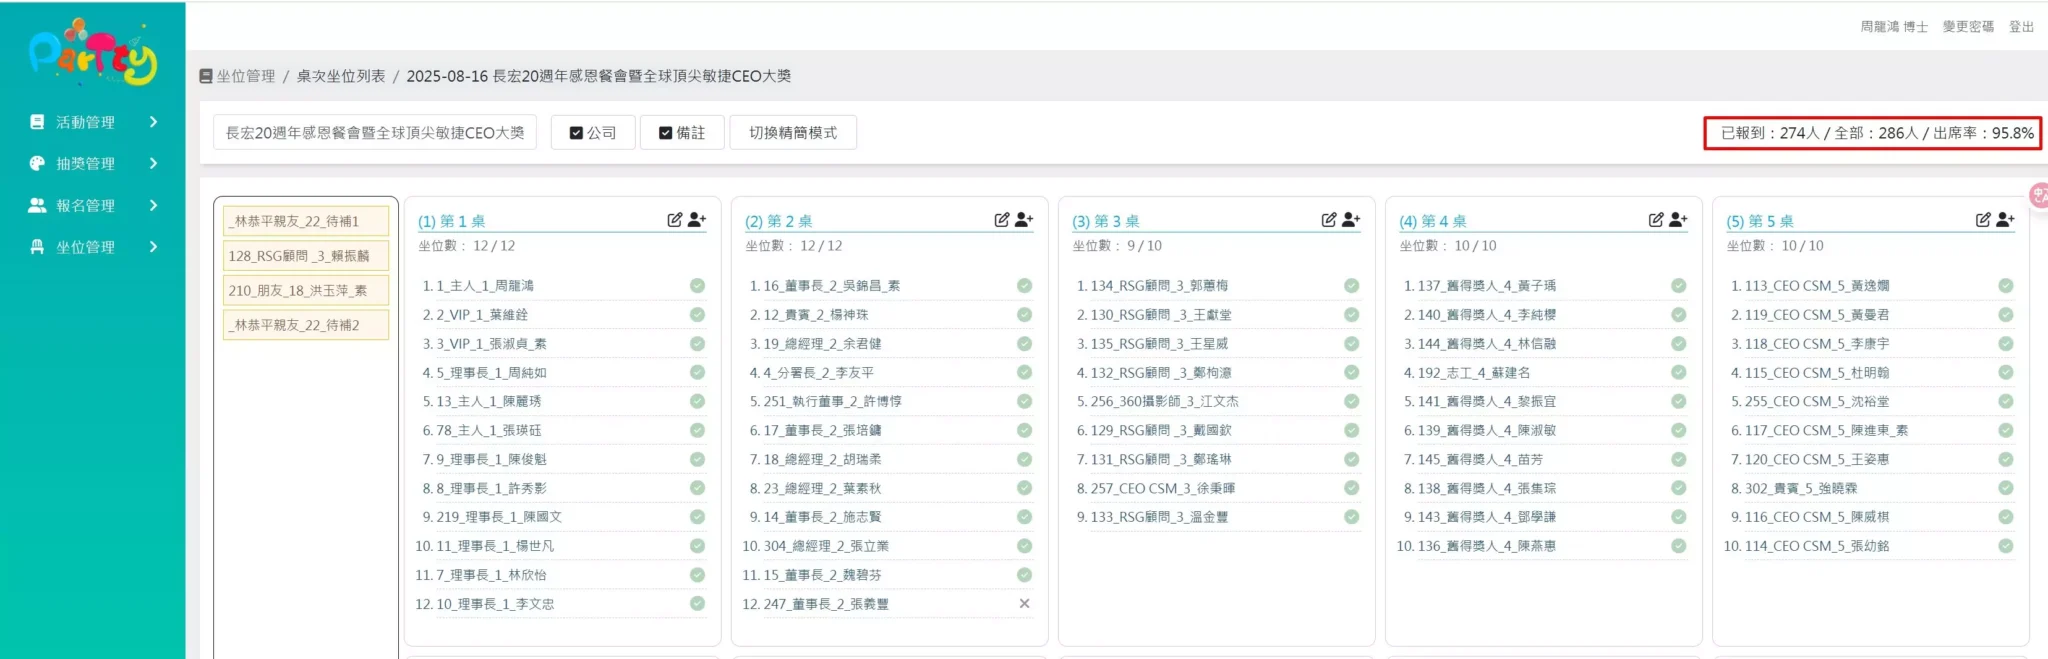 Partty
周龍鴻 博士 變更密碼 登出
坐位管理 / 桌次坐位列表 / 2025-08-16 長宏20週年感恩餐會暨全球頂尖敏捷CEO大獎
活動管理
抽獎管理
報名管理
坐位管理
長宏20週年感恩餐會暨全球頂尖敏捷CEO大獎
公司
備註
切換精簡模式
已報到：274人 / 全部：286人 / 出席率：95.8%
_林恭平親友_22_待補1
128_RSG顧問 _3_賴振麟
210_朋友_18_洪玉萍_素
_林恭平親友_22_待補2
(1) 第 1 桌
坐位數： 12 / 12
1. 1_主人_1_周龍鴻
2. 2_VIP_1_葉維銓
3. 3_VIP_1_張淑貞_素
4. 5_理事長_1_周純如
5. 13_主人_1_陳麗琇
6. 78_主人_1_張瑛玨
7. 9_理事長_1_陳俊魁
8. 8_理事長_1_許秀影
9. 219_理事長_1_陳國文
10. 11_理事長_1_楊世凡
11. 7_理事長_1_林欣怡
12. 10_理事長_1_李文忠
(2) 第 2 桌
坐位數： 12 / 12
1. 16_董事長_2_吳錦昌_素
2. 12_貴賓_2_楊神珠
3. 19_總經理_2_余君健
4. 4_分署長_2_李友平
5. 251_執行董事_2_許博惇
6. 17_董事長_2_張培鏞
7. 18_總經理_2_胡瑞柔
8. 23_總經理_2_葉素秋
9. 14_董事長_2_施志賢
10. 304_總經理_2_張立業
11. 15_董事長_2_魏碧芬
12. 247_董事長_2_張義豐
(3) 第 3 桌
坐位數： 9 / 10
1. 134_RSG顧問_3_郭蕙梅
2. 130_RSG顧問_3_王獻堂
3. 135_RSG顧問_3_王星威
4. 132_RSG顧問 _3_鄭枸澺
5. 256_360攝影師_3_江文杰
6. 129_RSG顧問 _3_戴國欽
7. 131_RSG顧問 _3_鄭瑤琳
8. 257_CEO CSM_3_徐秉暉
9. 133_RSG顧問_3_溫金豐
(4) 第 4 桌
坐位數： 10 / 10
1. 137_舊得獎人_4_黃子瑀
2. 140_舊得獎人_4_李純櫻
3. 144_舊得獎人_4_林信融
4. 192_志工_4_蘇建名
5. 141_舊得獎人_4_黎振宜
6. 139_舊得獎人_4_陳淑敏
7. 145_舊得獎人_4_苗芳
8. 138_舊得獎人_4_張集琮
9. 143_舊得獎人_4_鄧學謙
10. 136_舊得獎人_4_陳燕惠
(5) 第 5 桌
坐位數： 10 / 10
1. 113_CEO CSM_5_黃逸嫺
2. 119_CEO CSM_5_黃曼君
3. 118_CEO CSM_5_李康宇
4. 115_CEO CSM_5_杜明翰
5. 255_CEO CSM_5_沈裕堂
6. 117_CEO CSM_5_陳進東_素
7. 120_CEO CSM_5_王姿惠
8. 302_貴賓_5_強曉霖
9. 116_CEO CSM_5_陳威棋
10. 114_CEO CSM_5_張幼銘